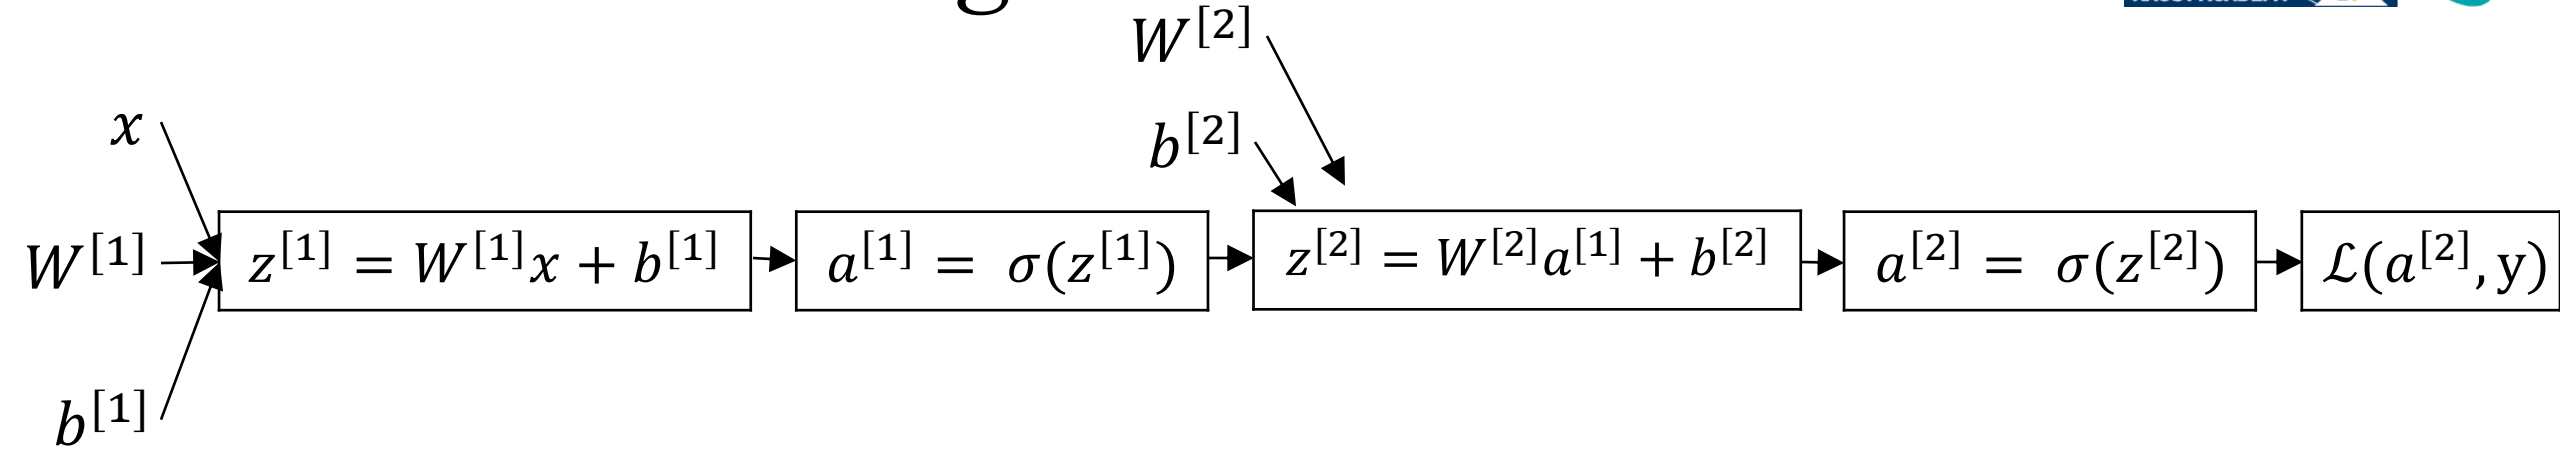 W^{[2]}
x
b^{[2]}
W^{[1]}
z^{[1]} = W^{[1]}x + b^{[1]}
a^{[1]} = σ(z^{[1]})
z^{[2]} = W^{[2]}a^{[1]} + b^{[2]}
a^{[2]} = σ(z^{[2]})
ℒ(a^{[2]}, y)
b^{[1]}